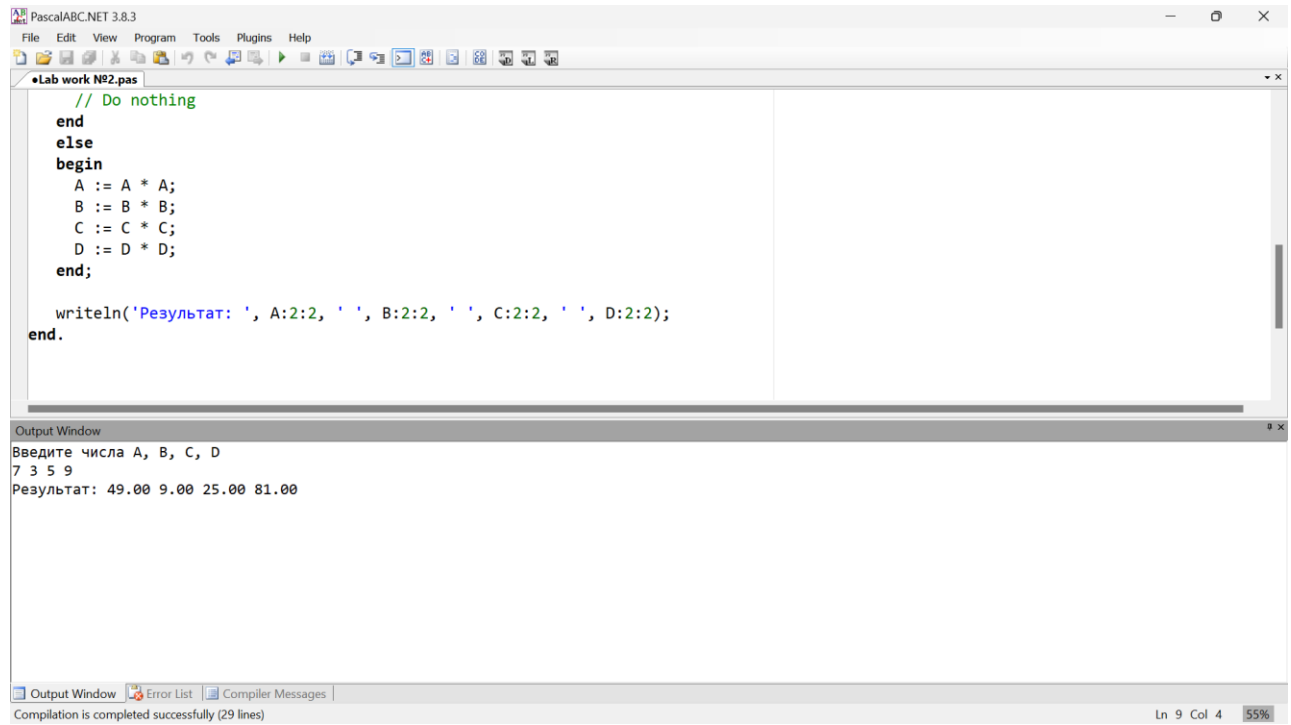 PascalABC.NET 3.8.3
File Edit View Program Tools Plugins Help
•Lab work №2.pas
// Do nothing
end
else
begin
A := A * A;
B := B * B;
C := C * C;
D := D * D;
end;
writeln('Результат: ', A:2:2, ' ', B:2:2, ' ', C:2:2, ' ', D:2:2);
end.
Output Window
Введите числа A, B, C, D
7 3 5 9
Результат: 49.00 9.00 25.00 81.00
Output Window Error List Compiler Messages
Compilation is completed successfully (29 lines) Ln 9 Col 4 55%